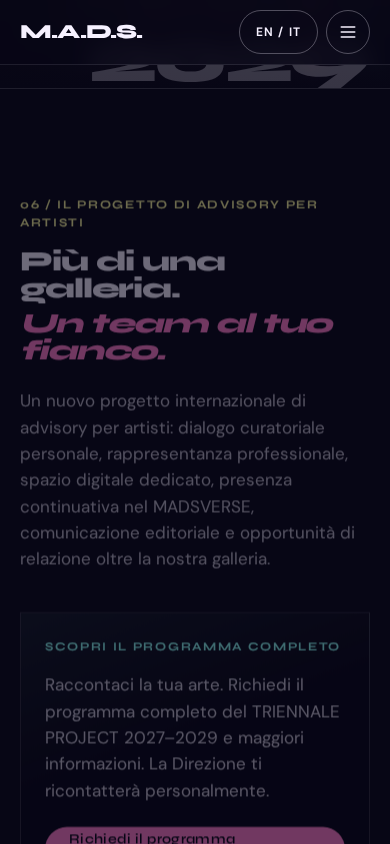 M.A.D.S.
EN / IT
2029
06 / IL PROGETTO DI ADVISORY PER
ARTISTI
Più di una
galleria.
Un team al tuo
fianco.
Un nuovo progetto internazionale di
advisory per artisti: dialogo curatoriale
personale, rappresentanza professionale,
spazio digitale dedicato, presenza
continuativa nel MADSVERSE,
comunicazione editoriale e opportunità di
relazione oltre la nostra galleria.
SCOPRI IL PROGRAMMA COMPLETO
Raccontaci la tua arte. Richiedi il
programma completo del TRIENNALE
PROJECT 2027–2029 e maggiori
informazioni. La Direzione ti
ricontatterà personalmente.
Richiedi il programma